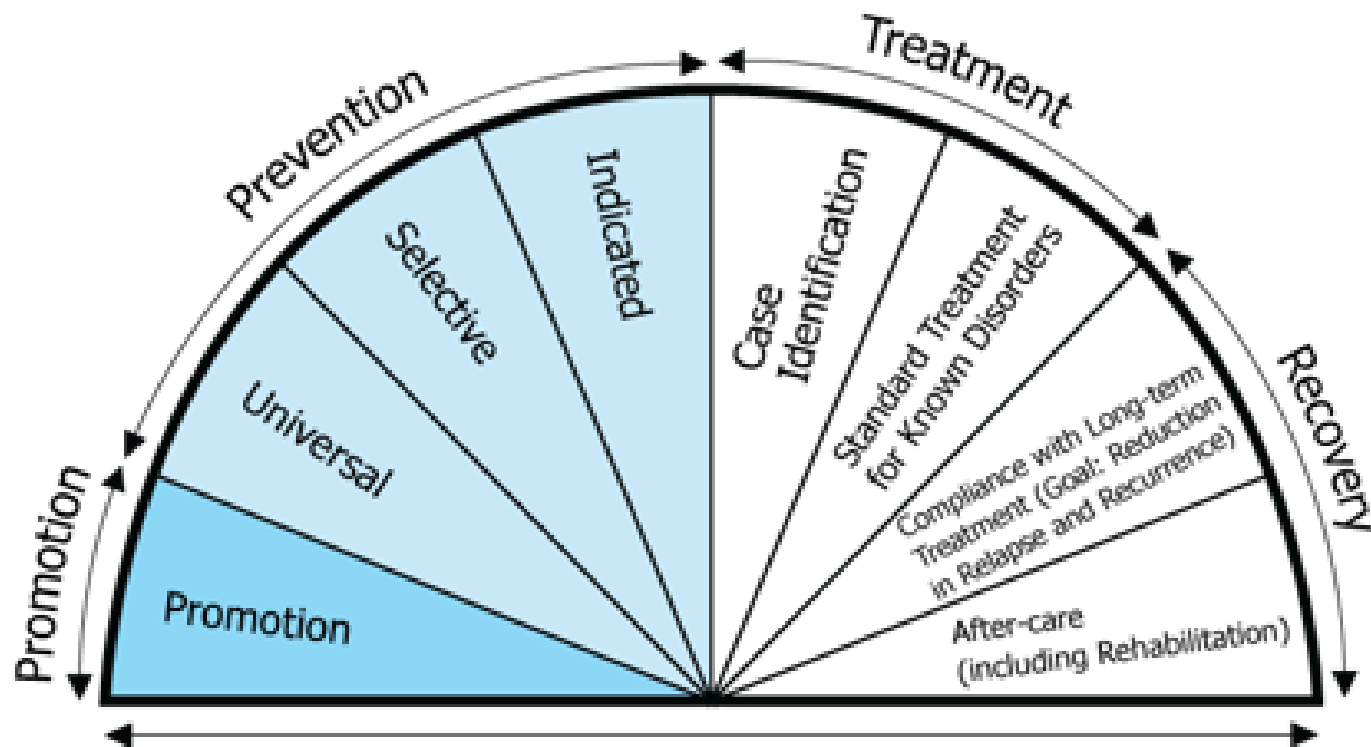 Promotion
Prevention
Treatment
Recovery
Promotion
Universal
Selective
Indicated
Case
Identification
Standard Treatment
for Known Disorders
Compliance with Long-term
Treatment (Goal: Reduction
in Relapse and Recurrence)
After-care
(including Rehabilitation)